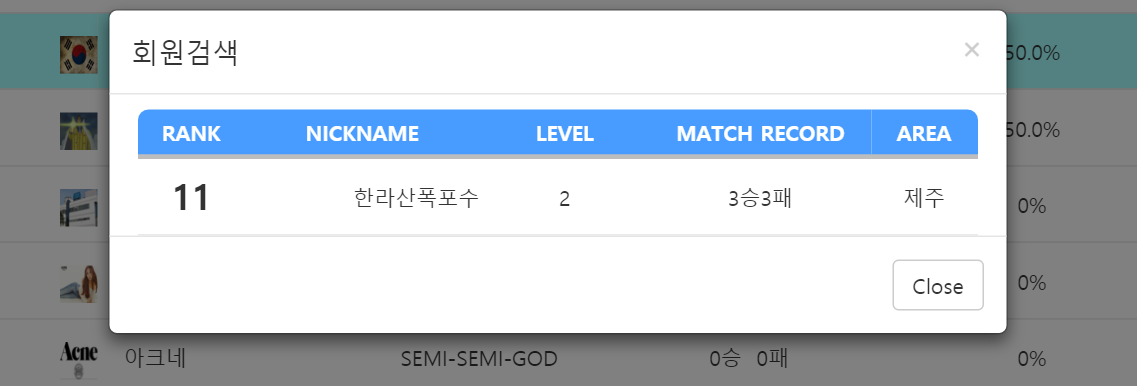 회원검색 ×
50.0%
RANK NICKNAME LEVEL MATCH RECORD AREA
50.0%
11 한라산폭포수 2 3승3패 제주
0%
Close
0%
Acne 아크네 SEMI-SEMI-GOD 0승 0패 0%